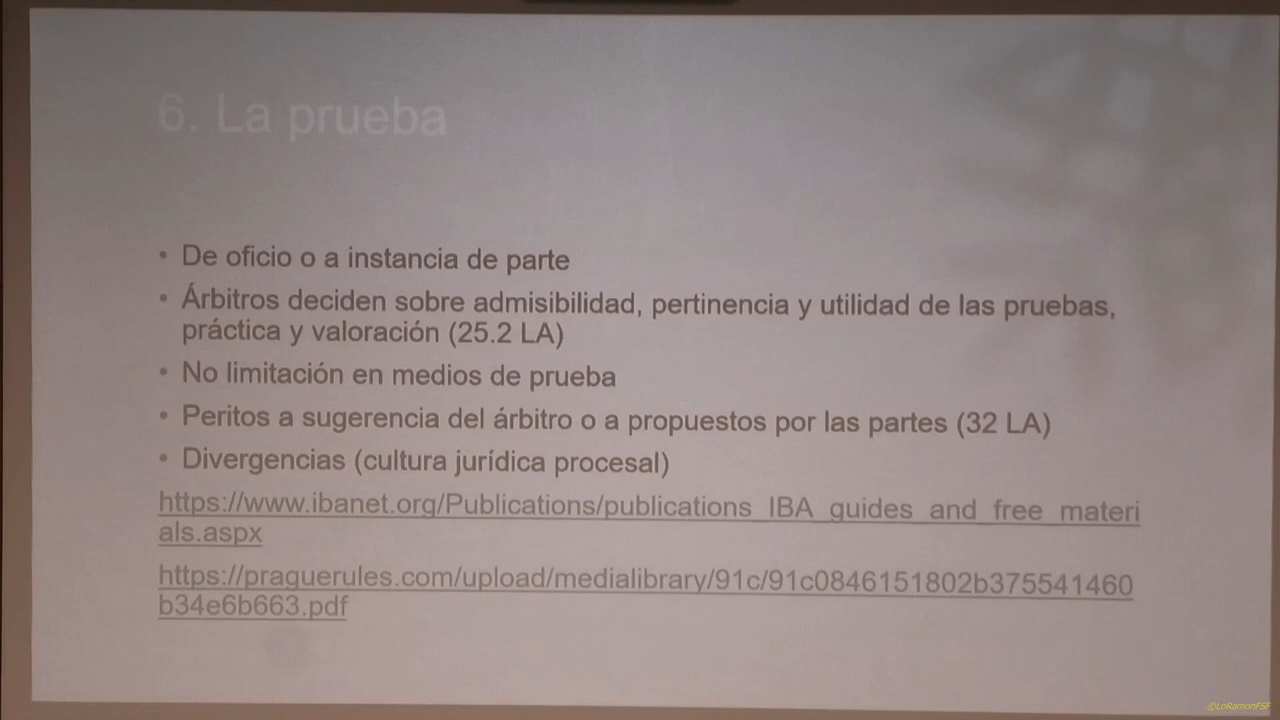 6. La prueba
• De oficio o a instancia de parte
• Árbitros deciden sobre admisibilidad, pertinencia y utilidad de las pruebas,
práctica y valoración (25.2 LA)
• No limitación en medios de prueba
• Peritos a sugerencia del árbitro o a propuestos por las partes (32 LA)
• Divergencias (cultura jurídica procesal)
https://www.ibanet.org/Publications/publications_IBA_guides_and_free_materi
als.aspx
https://praguerules.com/upload/medialibrary/91c/91c0846151802b375541460
b34e6b663.pdf
@LoRamonFSF